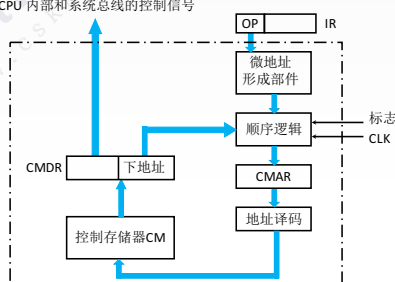 CPU 内部和系统总线的控制信号
OP IR
微地址
形成部件
顺序逻辑
标志
CLK
CMDR 下地址
CMAR
地址译码
控制存储器CM